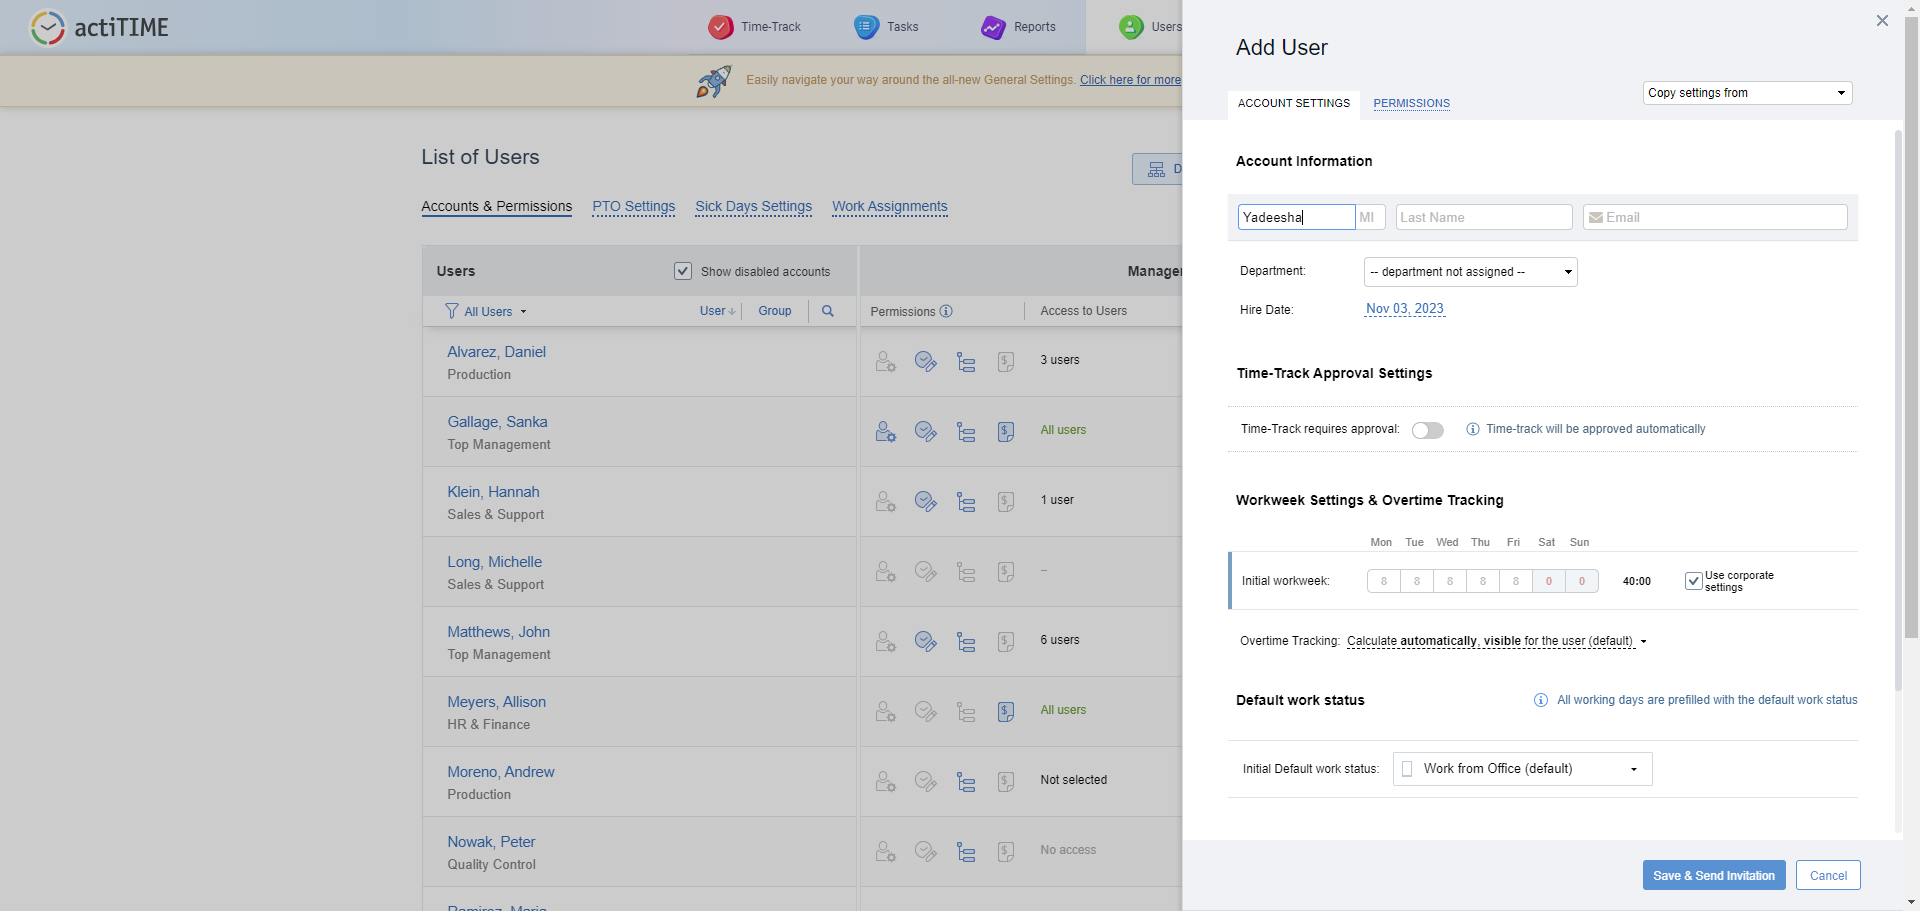 actiTIME
Time-Track
Tasks
Reports
Users
Easily navigate your way around the all-new General Settings. Click here for more
List of Users
Accounts & Permissions
PTO Settings
Sick Days Settings
Work Assignments
Users
Show disabled accounts
All Users
User
Group
Permissions
Access to Users
Alvarez, Daniel
Production
3 users
Gallage, Sanka
Top Management
All users
Klein, Hannah
Sales & Support
1 user
Long, Michelle
Sales & Support
–
Matthews, John
Top Management
6 users
Meyers, Allison
HR & Finance
All users
Moreno, Andrew
Production
Not selected
Nowak, Peter
Quality Control
No access
Add User
ACCOUNT SETTINGS
PERMISSIONS
Copy settings from
Account Information
Yadeesha
MI
Last Name
Email
Department:
-- department not assigned --
Hire Date:
Nov 03, 2023
Time-Track Approval Settings
Time-Track requires approval:
Time-track will be approved automatically
Workweek Settings & Overtime Tracking
Mon Tue Wed Thu Fri Sat Sun
Initial workweek:
8 8 8 8 8 0 0
40:00
Use corporate
settings
Overtime Tracking: Calculate automatically, visible for the user (default)
Default work status
All working days are prefilled with the default work status
Initial Default work status:
Work from Office (default)
Save & Send Invitation
Cancel